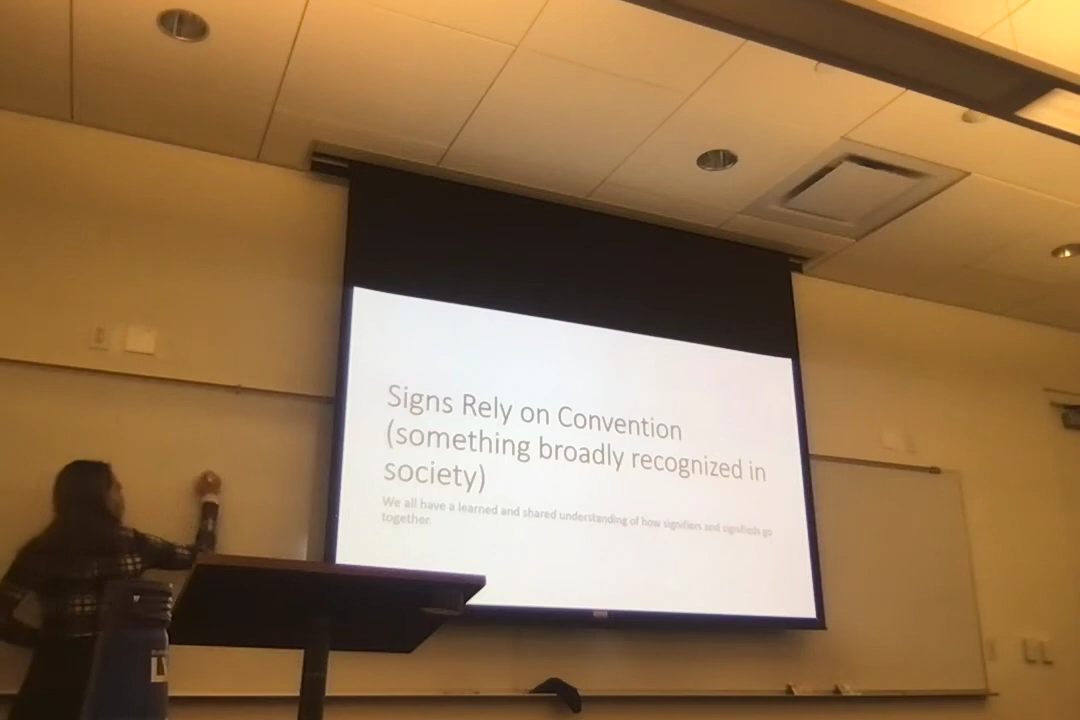 Signs Rely on Convention
(something broadly recognized in
society)
We all have a learned and shared understanding of how signifiers and signifieds go
together.